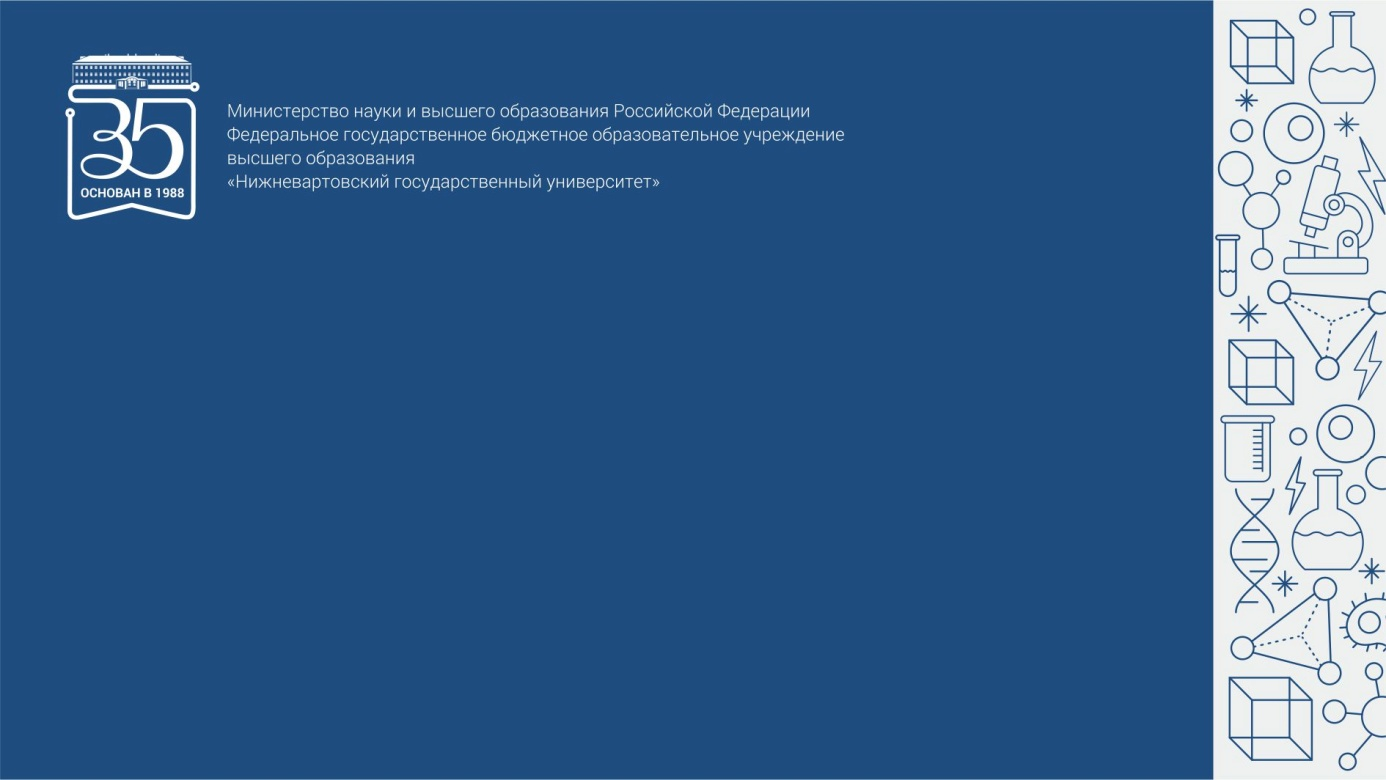 35
ОСНОВАН В 1988
Министерство науки и высшего образования Российской Федерации
Федеральное государственное бюджетное образовательное учреждение
высшего образования
«Нижневартовский государственный университет»